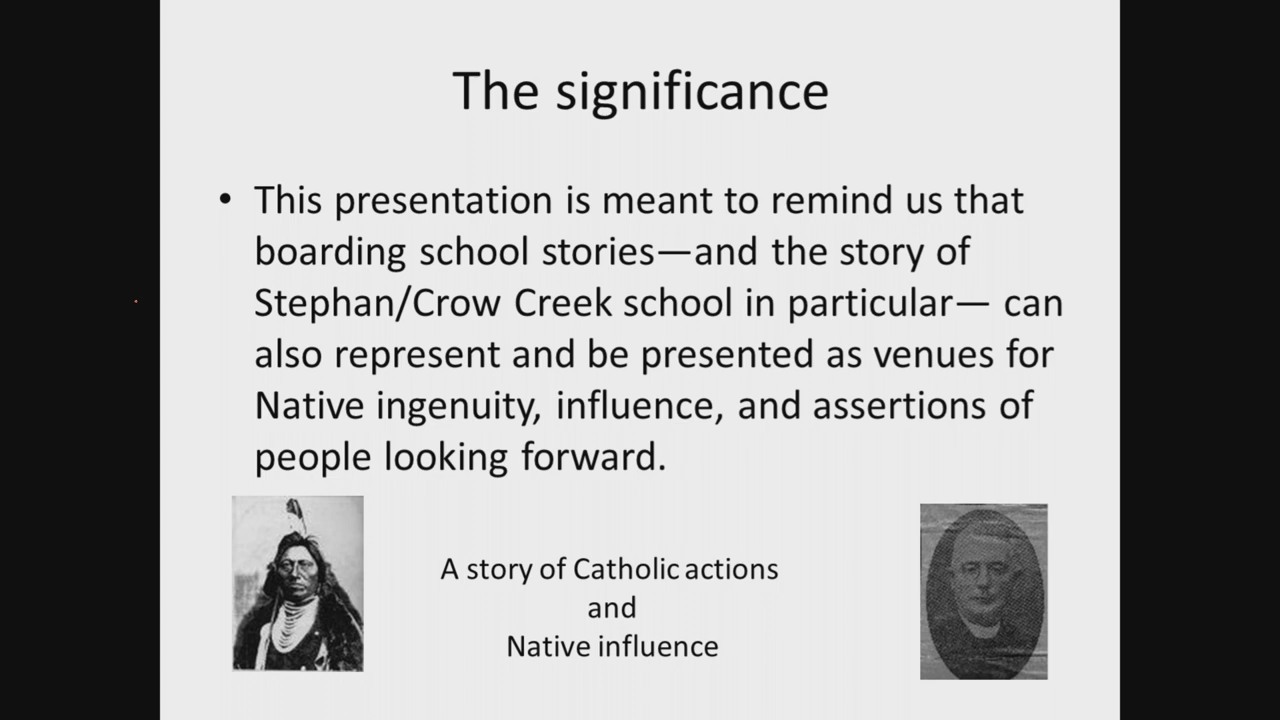 The significance
• This presentation is meant to remind us that
boarding school stories—and the story of
Stephan/Crow Creek school in particular— can
also represent and be presented as venues for
Native ingenuity, influence, and assertions of
people looking forward.
A story of Catholic actions
and
Native influence